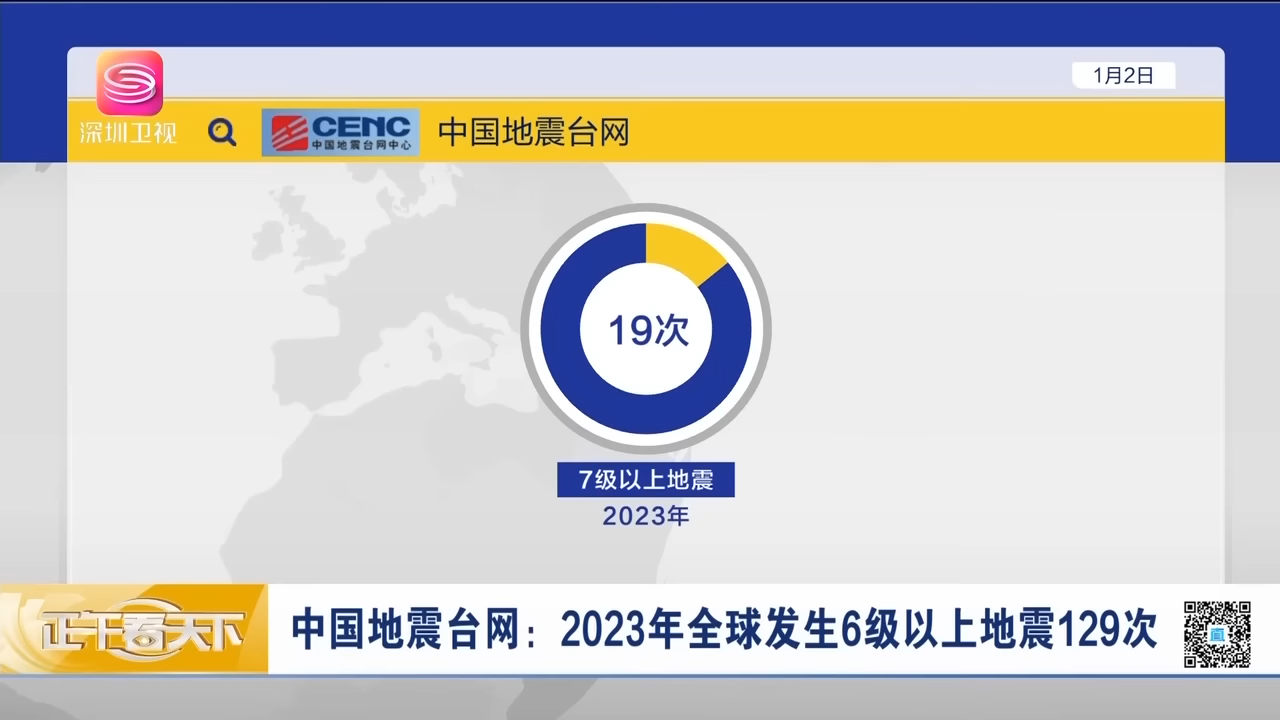 1月2日
深圳卫视
CENC
中国地震台网中心
中国地震台网
19次
7级以上地震
2023年
正午看天下
中国地震台网：2023年全球发生6级以上地震129次